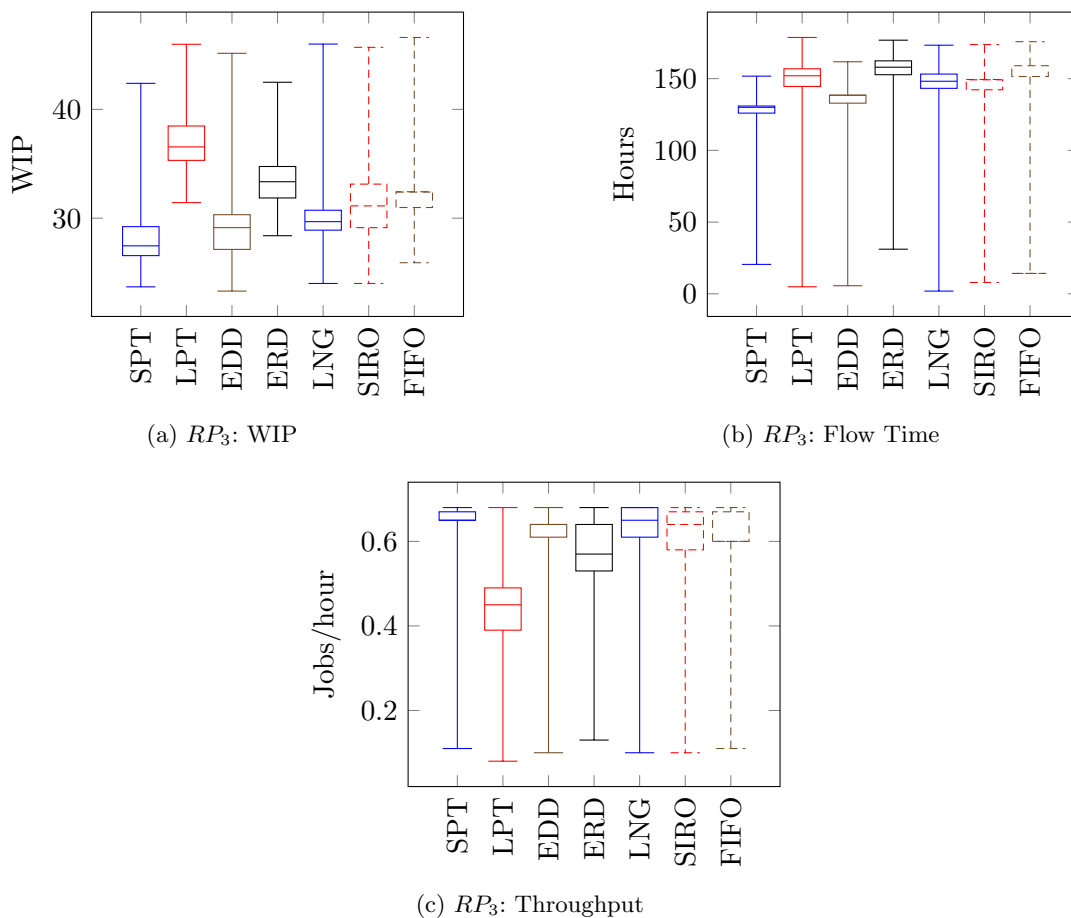 WIP
40
30
SPT
LPT
EDD
ERD
LNG
SIRO
FIFO
(a) RP₃: WIP
Hours
150
100
50
0
SPT
LPT
EDD
ERD
LNG
SIRO
FIFO
(b) RP₃: Flow Time
Jobs/hour
0.6
0.4
0.2
SPT
LPT
EDD
ERD
LNG
SIRO
FIFO
(c) RP₃: Throughput